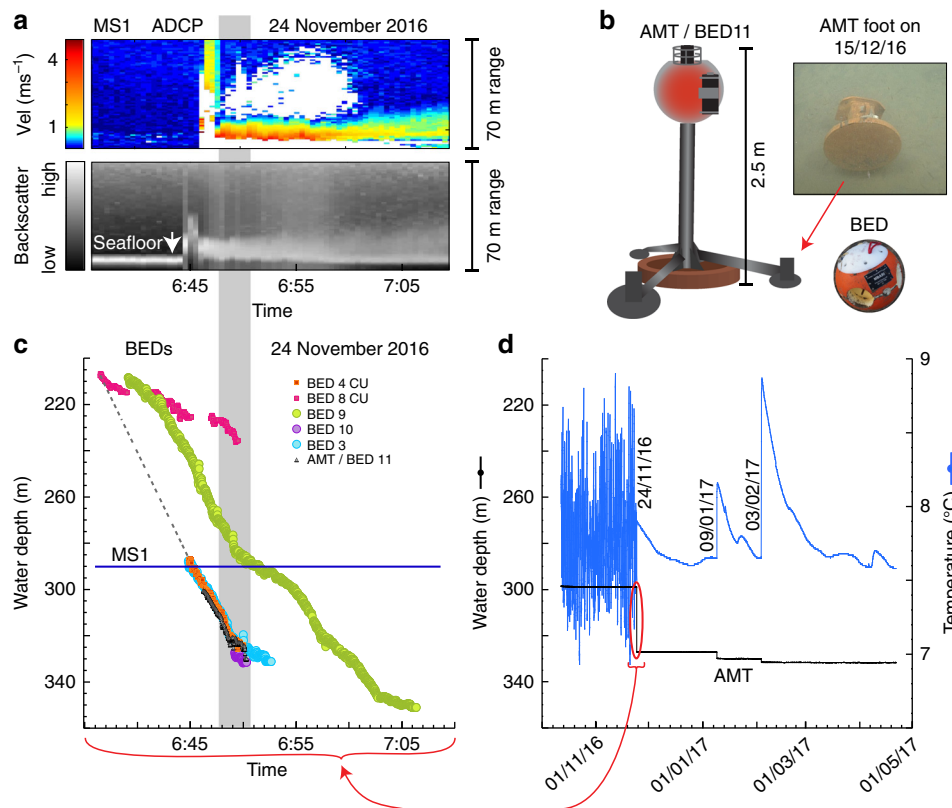 a
MS1 ADCP 24 November 2016
Vel (ms⁻¹)
4
1
70 m range
Backscatter
low high
Seafloor
70 m range
6:45 6:55 7:05
Time
b
AMT / BED11
AMT foot on
15/12/16
2.5 m
BED
c
BEDs 24 November 2016
BED 4 CU
BED 8 CU
BED 9
BED 10
BED 3
AMT / BED 11
MS1
Water depth (m)
220
260
300
340
6:45 6:55 7:05
Time
d
Water depth (m)
220
260
300
340
24/11/16
09/01/17
03/02/17
AMT
9
8
7
Temperature (°C)
01/11/16
01/01/17
01/03/17
01/05/17